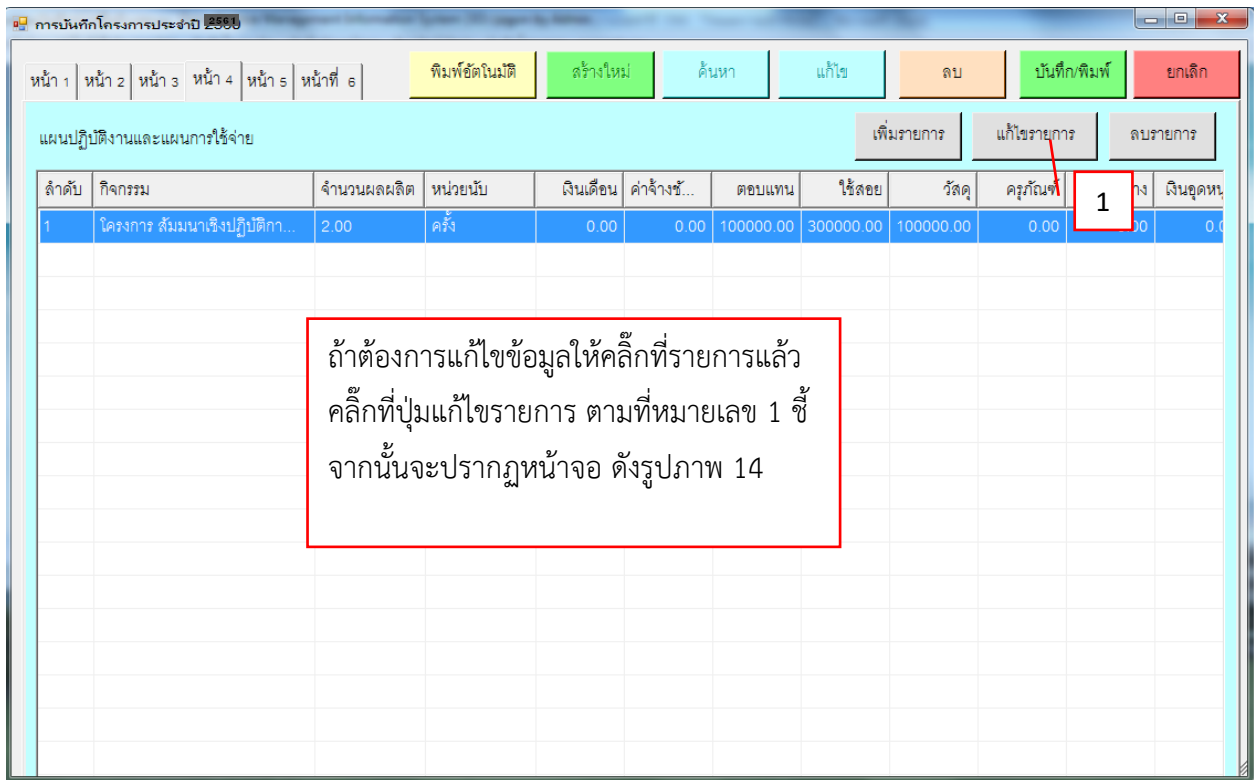 การบันทึกโครงการประจำปี 2561
หน้า 1 หน้า 2 หน้า 3 หน้า 4 หน้า 5 หน้าที่ 6
พิมพ์อัตโนมัติ สร้างใหม่ ค้นหา แก้ไข ลบ บันทึก/พิมพ์ ยกเลิก
แผนปฏิบัติงานและแผนการใช้จ่าย เพิ่มรายการ แก้ไขรายการ ลบรายการ
ลำดับ กิจกรรม จำนวนผลผลิต หน่วยนับ เงินเดือน ค่าจ้างชั... ตอบแทน ใช้สอย วัสดุ ครุภัณฑ์ 1 เงินอุดหนุ
1 โครงการ สัมมนาเชิงปฏิบัติกา... 2.00 ครั้ง 0.00 0.00 100000.00 300000.00 100000.00 0.00
ถ้าต้องการแก้ไขข้อมูลให้คลิ๊กที่รายการแล้ว
คลิ๊กที่ปุ่มแก้ไขรายการ ตามที่หมายเลข 1 ชี้
จากนั้นจะปรากฏหน้าจอ ดังรูปภาพ 14